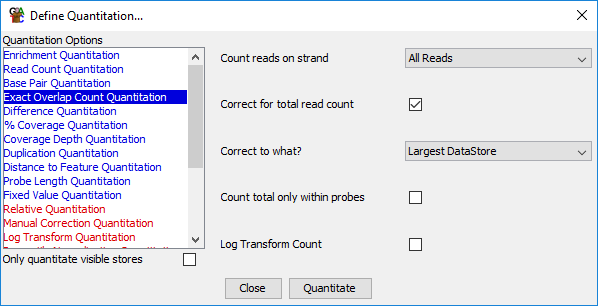 Define Quantitation...
Quantitation Options
Enrichment Quantitation
Read Count Quantitation
Base Pair Quantitation
Exact Overlap Count Quantitation
Difference Quantitation
% Coverage Quantitation
Coverage Depth Quantitation
Duplication Quantitation
Distance to Feature Quantitation
Probe Length Quantitation
Fixed Value Quantitation
Relative Quantitation
Manual Correction Quantitation
Log Transform Quantitation
Only quantitate visible stores
Count reads on strand All Reads
Correct for total read count
Correct to what? Largest DataStore
Count total only within probes
Log Transform Count
Close Quantitate